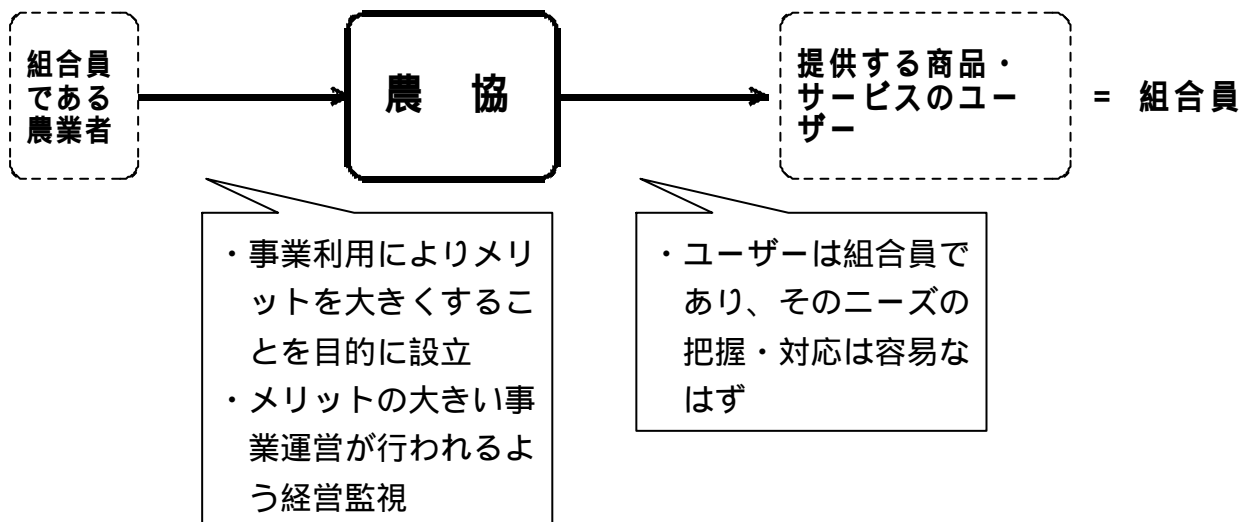 組合員
である
農業者
農 協
提供する商品・
サービスのユー
ザー
= 組合員
・事業利用によりメリ
ットを大きくするこ
とを目的に設立
・メリットの大きい事
業運営が行われるよ
う経営監視
・ユーザーは組合員で
あり、そのニーズの
把握・対応は容易な
はず